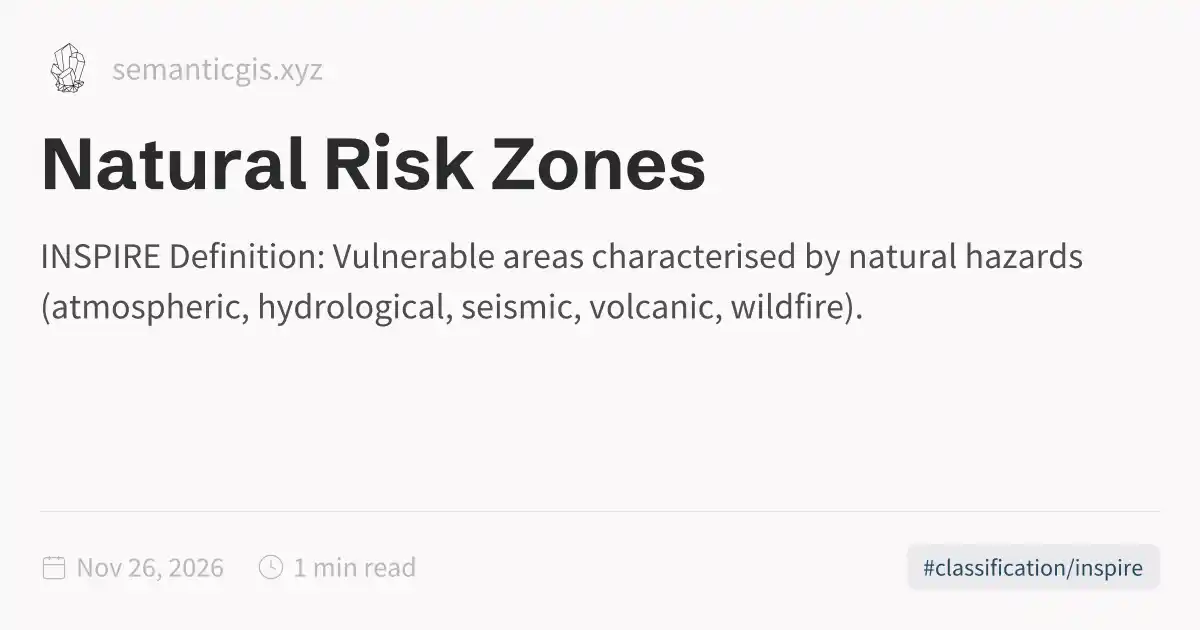 semanticgis.xyz
Natural Risk Zones
INSPIRE Definition: Vulnerable areas characterised by natural hazards
(atmospheric, hydrological, seismic, volcanic, wildfire).
Nov 26, 2026 1 min read #classification/inspire